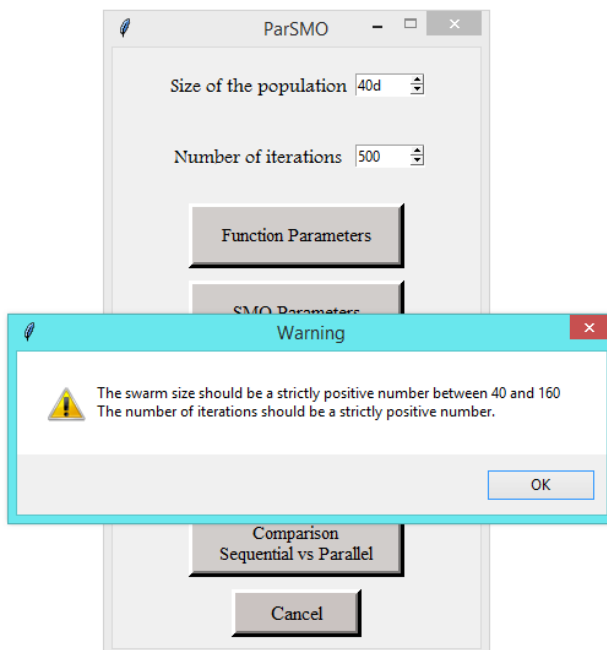 ParSMO
Size of the population 40d
Number of iterations 500
Function Parameters
SMO Parameters
Warning
The swarm size should be a strictly positive number between 40 and 160
The number of iterations should be a strictly positive number.
OK
Comparison
Sequential vs Parallel
Cancel